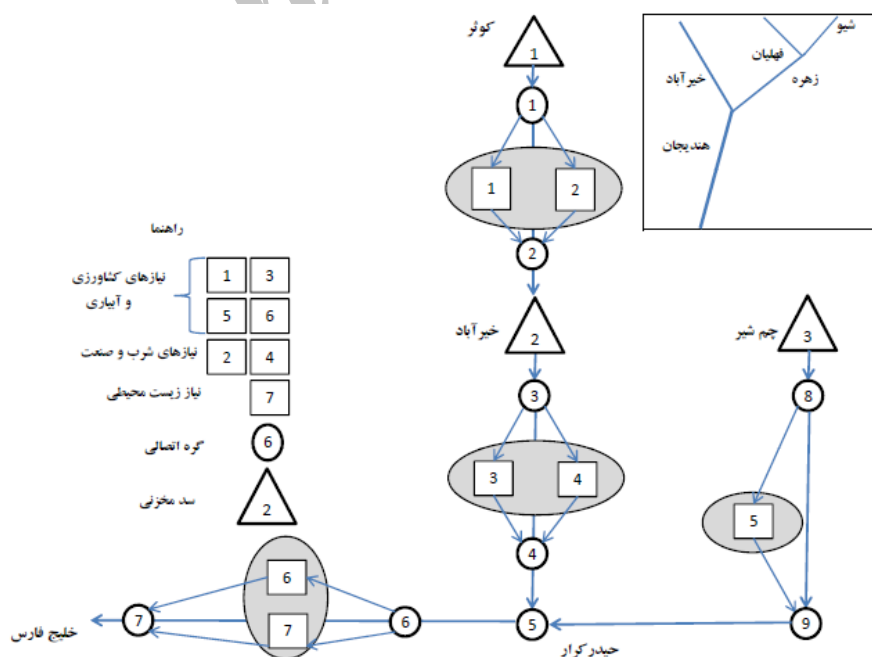 کوثر
1
1
1
2
2
شیو
فهلیان
خیرآباد
زهره
هندیجان
راهنما
نیازهای کشاورزی
و آبیاری
1 3
5 6
نیازهای شرب و صنعت
2 4
نیاز زیست محیطی
7
گره اتصالی
6
سد مخزنی
2
خیرآباد
2
3
3
4
4
5
چم شیر
3
8
5
9
حیدرکرار
6
6
7
7
خلیج فارس